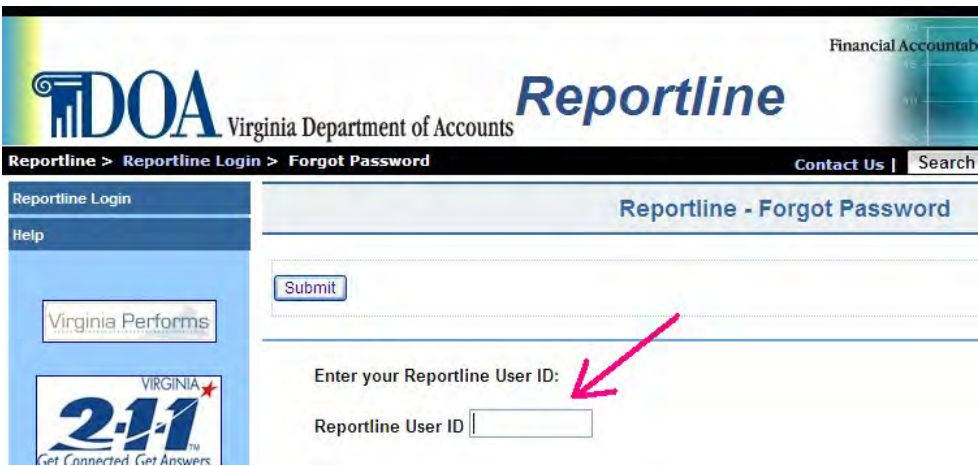 Financial Accountab
DOA Virginia Department of Accounts
Reportline
Reportline > Reportline Login > Forgot Password
Contact Us | Search
Reportline Login
Help
Reportline - Forgot Password
Submit
Virginia Performs
VIRGINIA
2-1-1
TM
Get Connected. Get Answers
Enter your Reportline User ID:
Reportline User ID